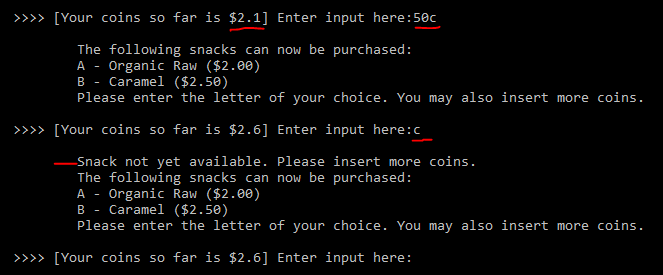 >>>> [Your coins so far is $2.1] Enter input here:50c
The following snacks can now be purchased:
A - Organic Raw ($2.00)
B - Caramel ($2.50)
Please enter the letter of your choice. You may also insert more coins.
>>>> [Your coins so far is $2.6] Enter input here:c
Snack not yet available. Please insert more coins.
The following snacks can now be purchased:
A - Organic Raw ($2.00)
B - Caramel ($2.50)
Please enter the letter of your choice. You may also insert more coins.
>>>> [Your coins so far is $2.6] Enter input here: